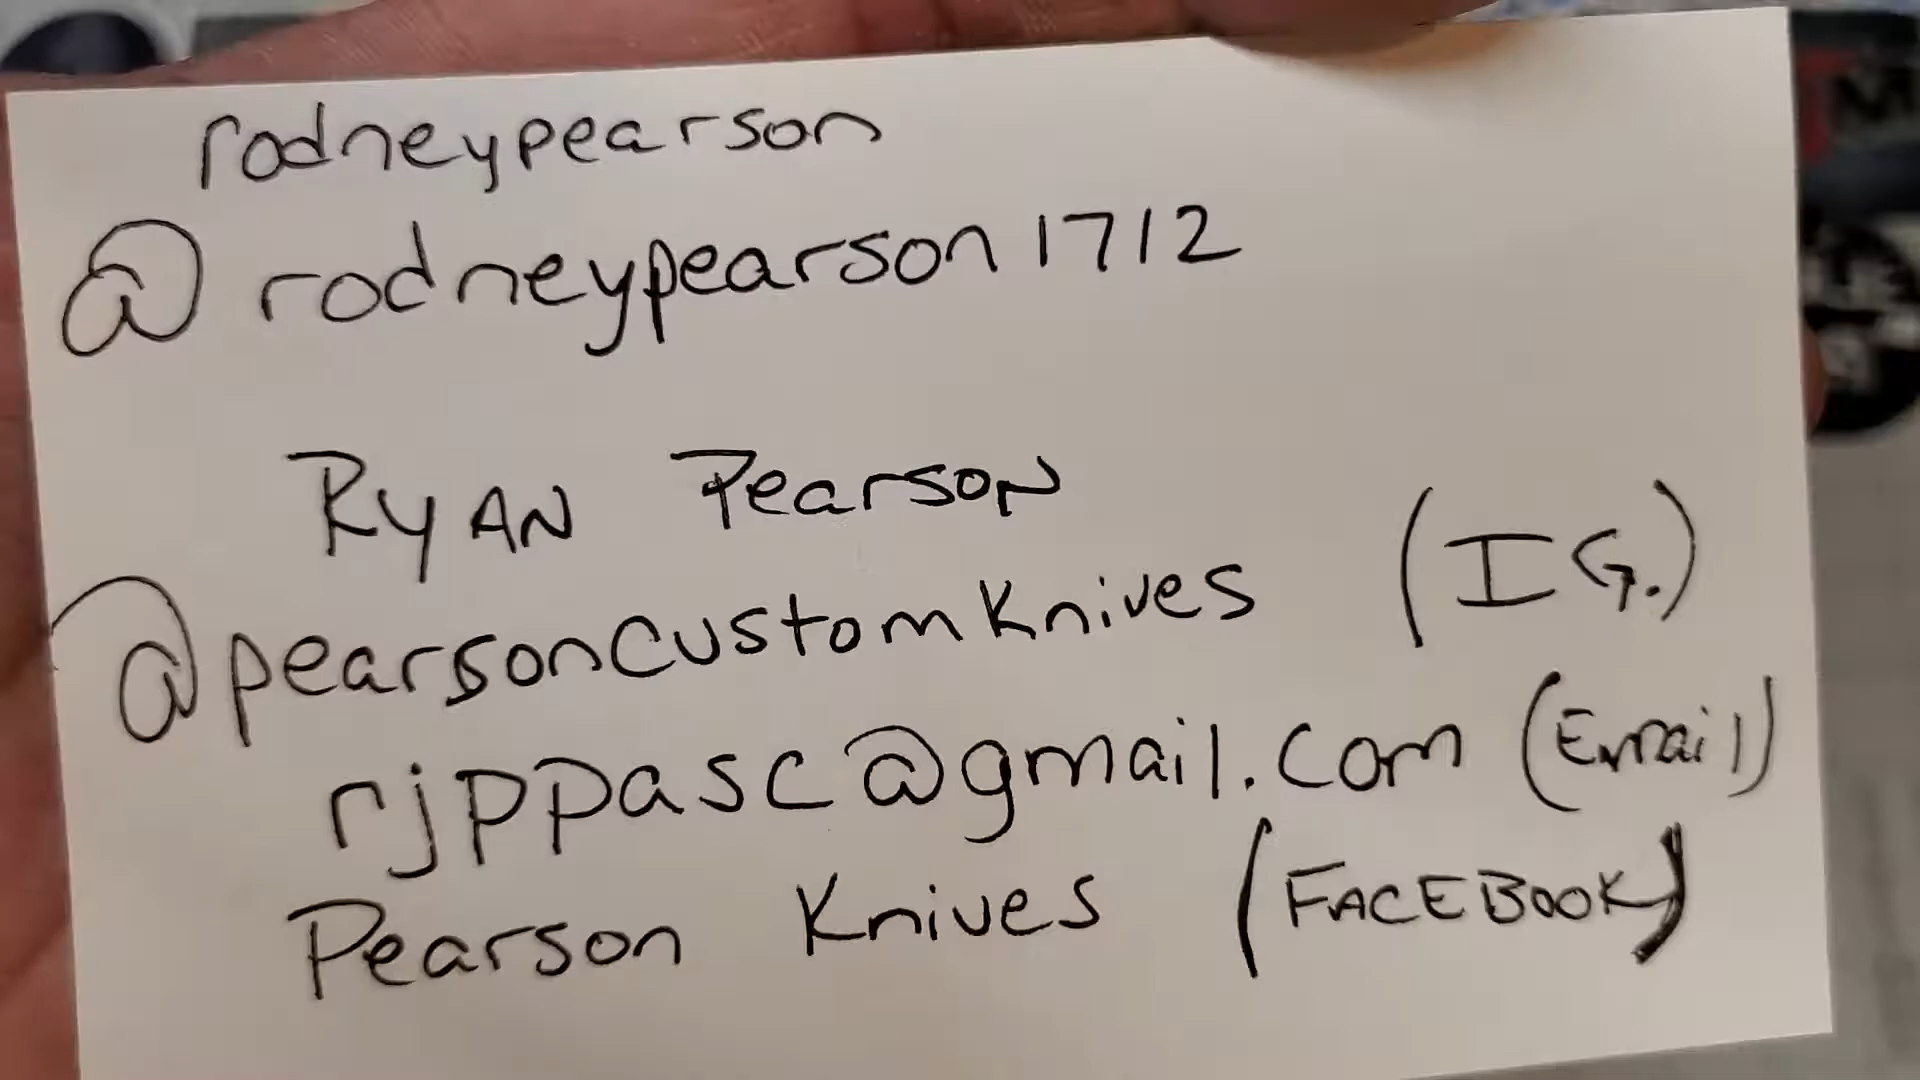 rodneypearson
@rodneypearson1712
RYAN Pearson
@pearsoncustomknives (IG.)
rjppasc@gmail.com (Email)
Pearson Knives (FACEBOOK)